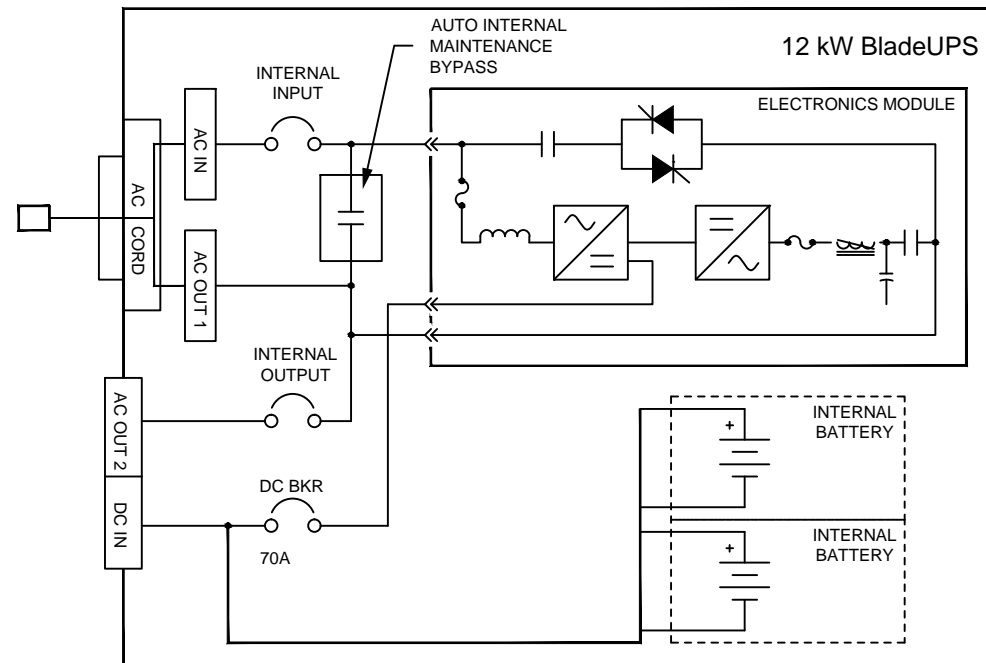 AUTO INTERNAL
MAINTENANCE
BYPASS
12 kW BladeUPS
INTERNAL
INPUT
ELECTRONICS MODULE
AC IN
AC
CORD
AC OUT 1
INTERNAL
OUTPUT
AC OUT 2
INTERNAL
BATTERY
+
DC BKR
DC IN
70A
INTERNAL
BATTERY
+